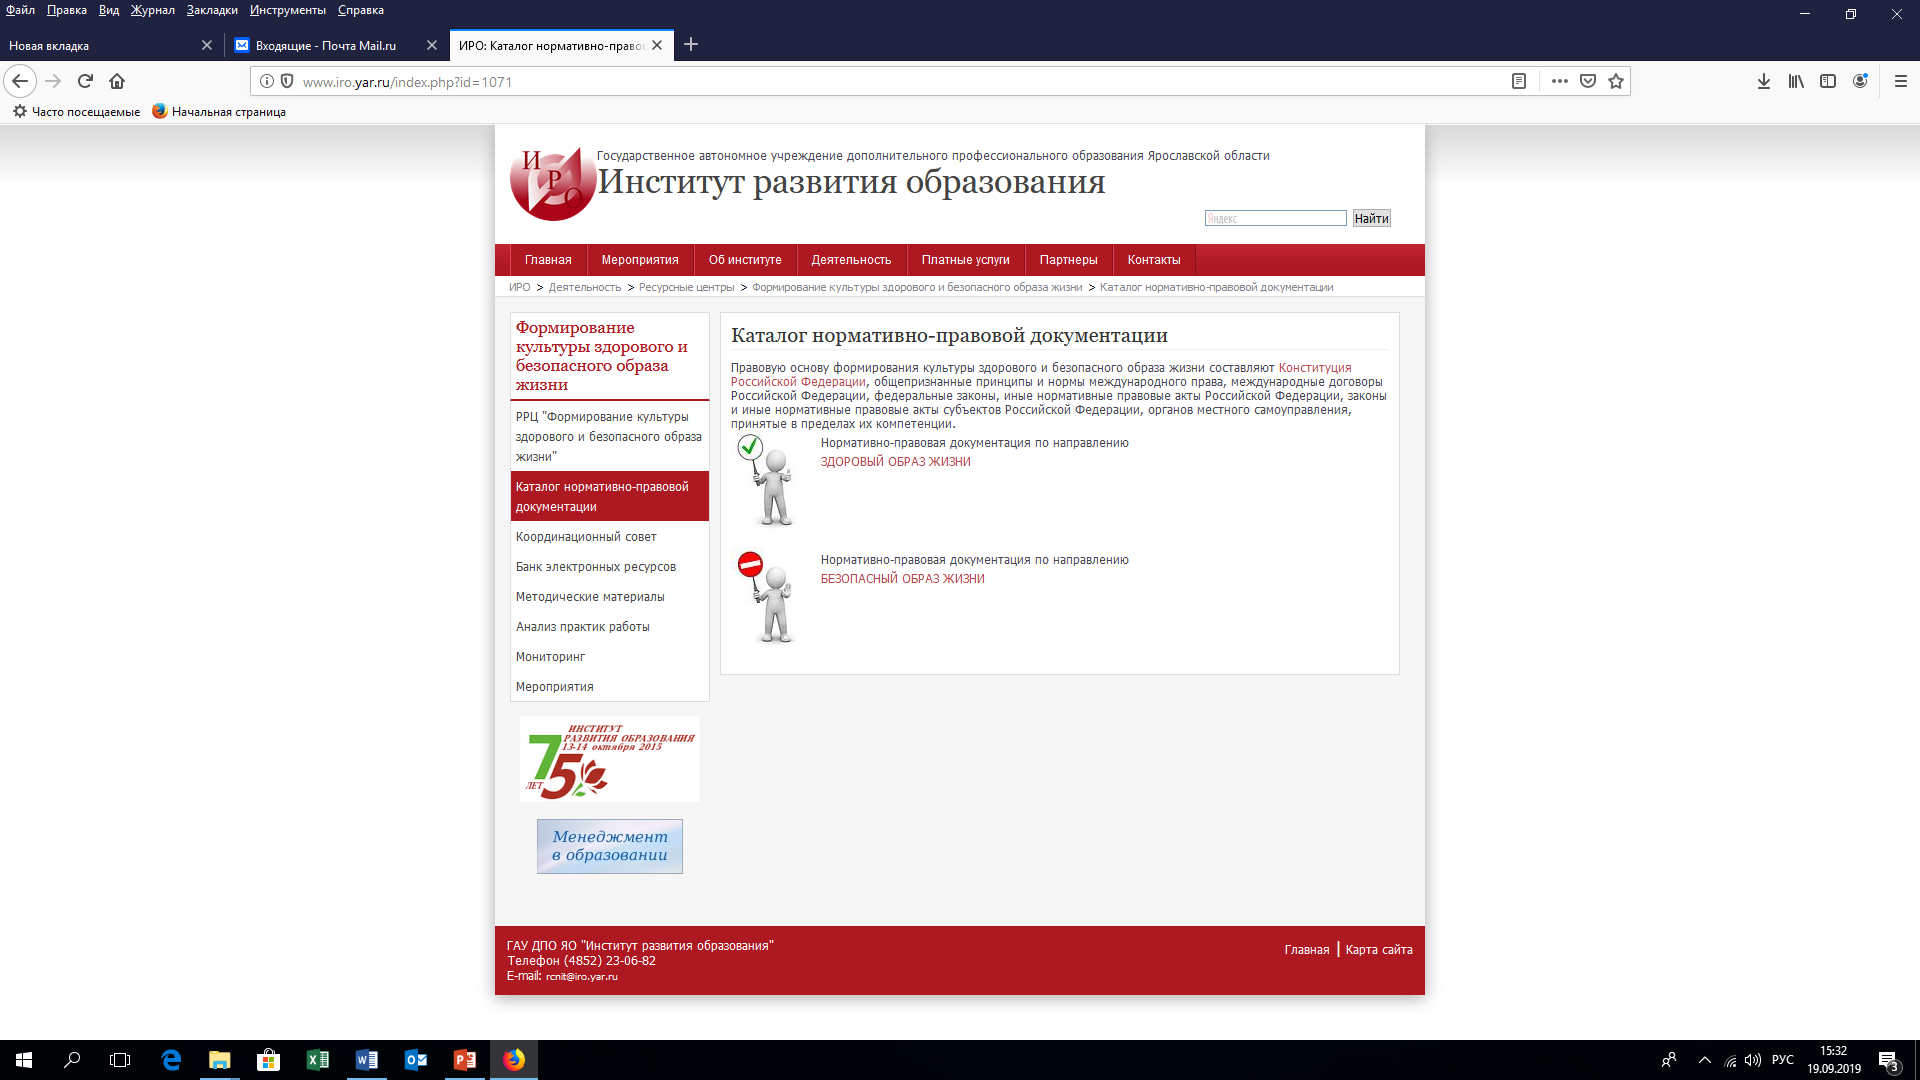 Файл Правка Вид Журнал Закладки Инструменты Справка
Новая вкладка
Входящие - Почта Mail.ru
ИРО: Каталог нормативно-право
www.iro.yar.ru/index.php?id=1071
Часто посещаемые
Начальная страница
ИРО
Государственное автономное учреждение дополнительного профессионального образования Ярославской области
Институт развития образования
Яндекс
Найти
Главная Мероприятия Об институте Деятельность Платные услуги Партнеры Контакты
ИРО > Деятельность > Ресурсные центры > Формирование культуры здорового и безопасного образа жизни > Каталог нормативно-правовой документации
Формирование
культуры здорового и
безопасного образа
жизни
РРЦ "Формирование культуры
здорового и безопасного образа
жизни"
Каталог нормативно-правовой
документации
Координационный совет
Банк электронных ресурсов
Методические материалы
Анализ практик работы
Мониторинг
Мероприятия
ИНСТИТУТ
РАЗВИТИЯ ОБРАЗОВАНИЯ
13-14 октября 2015
75
ЛЕТ
Менеджмент
в образовании
Каталог нормативно-правовой документации
Правовую основу формирования культуры здорового и безопасного образа жизни составляют Конституция
Российской Федерации, общепризнанные принципы и нормы международного права, международные договоры
Российской Федерации, федеральные законы, иные нормативные правовые акты Российской Федерации, законы
и иные нормативные правовые акты субъектов Российской Федерации, органов местного самоуправления,
принятые в пределах их компетенции.
Нормативно-правовая документация по направлению
ЗДОРОВЫЙ ОБРАЗ ЖИЗНИ
Нормативно-правовая документация по направлению
БЕЗОПАСНЫЙ ОБРАЗ ЖИЗНИ
ГАУ ДПО ЯО "Институт развития образования"
Телефон (4852) 23-06-82
E-mail: rcnit@iro.yar.ru
Главная | Карта сайта
РУС
15:32
19.09.2019
3